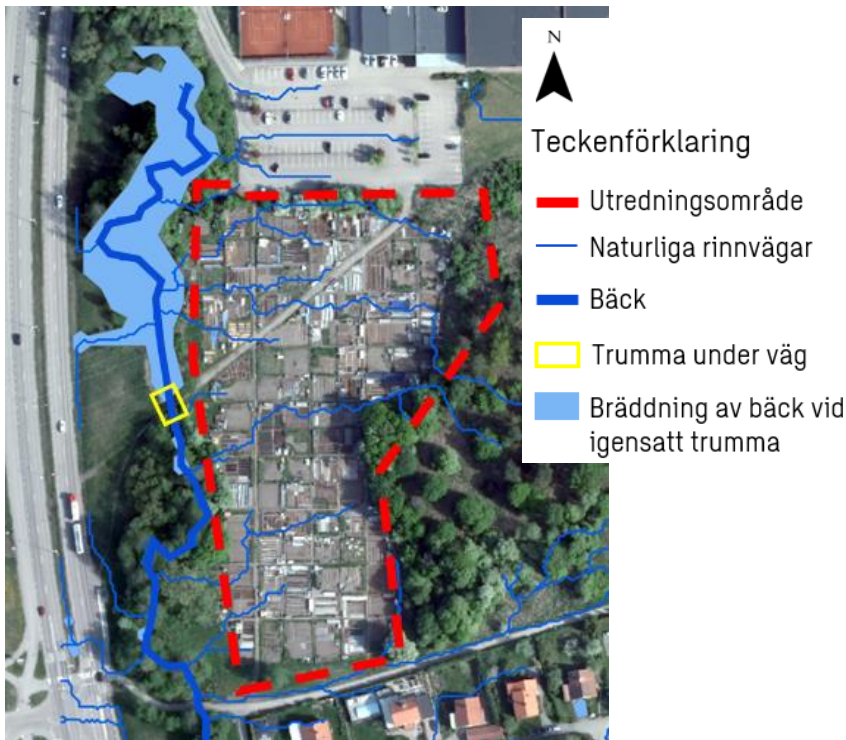 N
Teckenförklaring
Utredningsområde
Naturliga rinnvägar
Bäck
Trumma under väg
Bräddning av bäck vid
igensatt trumma